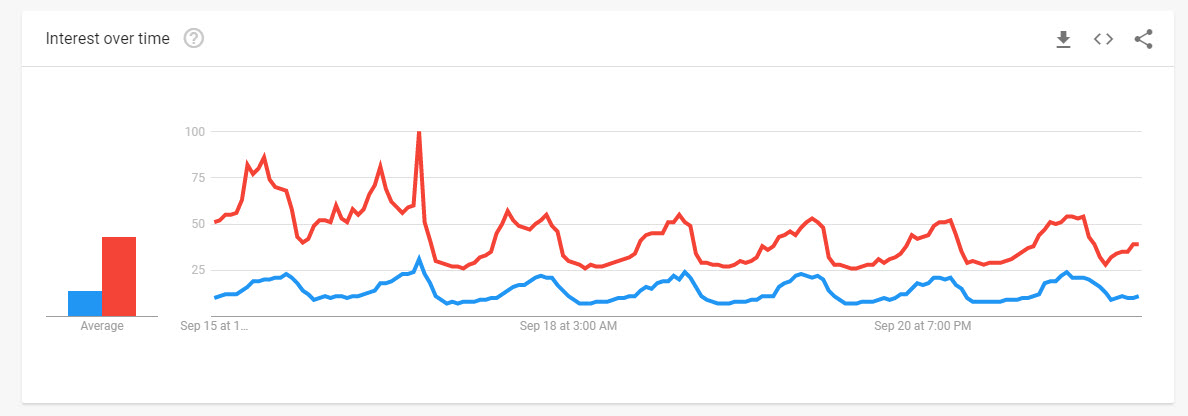 Interest over time
100
75
50
25
Average
Sep 15 at 1...
Sep 18 at 3:00 AM
Sep 20 at 7:00 PM